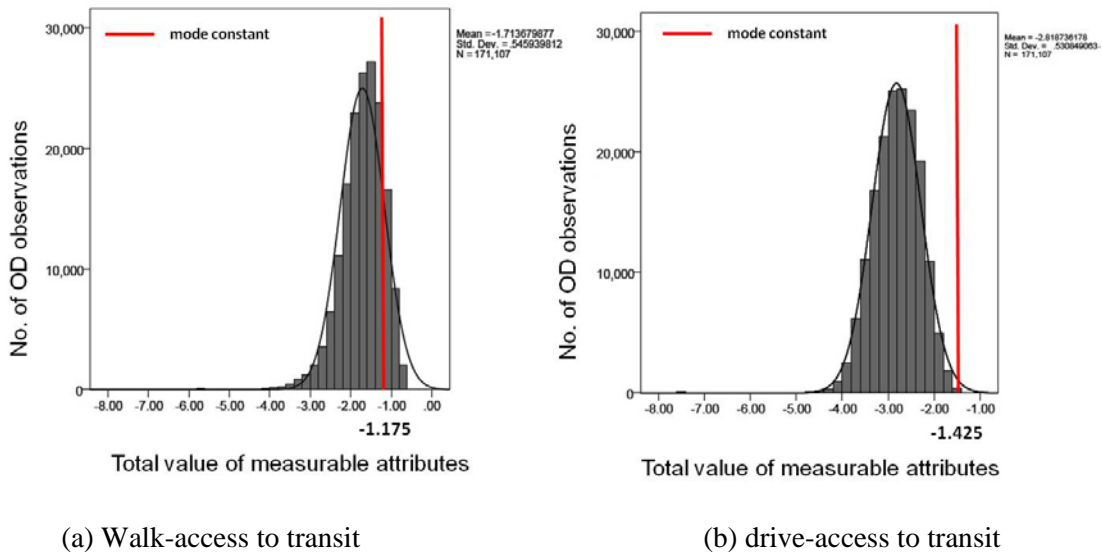 30,000
mode constant
Mean =-1.713679877
Std. Dev. =.545939812
N = 171,107
20,000
10,000
0
No. of OD observations
-8.00 -7.00 -6.00 -5.00 -4.00 -3.00 -2.00 -1.00 .00
-1.175
Total value of measurable attributes
(a) Walk-access to transit
30,000
mode constant
Mean =-2.818736178
Std. Dev. = .530849063
N = 171,107
20,000
10,000
0
No. of OD observations
-8.00 -7.00 -6.00 -5.00 -4.00 -3.00 -2.00 -1.00
-1.425
Total value of measurable attributes
(b) drive-access to transit